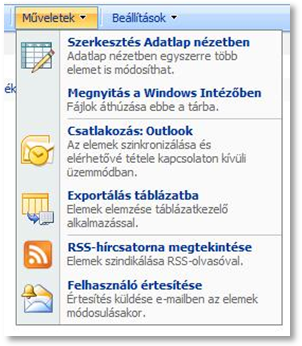 Műveletek Beállítások
Szerkesztés Adatlap nézetben
Adatlap nézetben egyszerre több
elemet is módosíthat.
ék
Megnyitás a Windows Intézőben
Fájlok áthúzása ebbe a tárba.
Csatlakozás: Outlook
Az elemek szinkronizálása és
elérhetővé tétele kapcsolaton kívüli
üzemmódban.
Exportálás táblázatba
Elemek elemzése táblázatkezelő
alkalmazással.
RSS-hírcsatorna megtekintése
Elemek szindikálása RSS-olvasóval.
Felhasználó értesítése
Értesítés küldése e-mailben az elemek
módosulásakor.